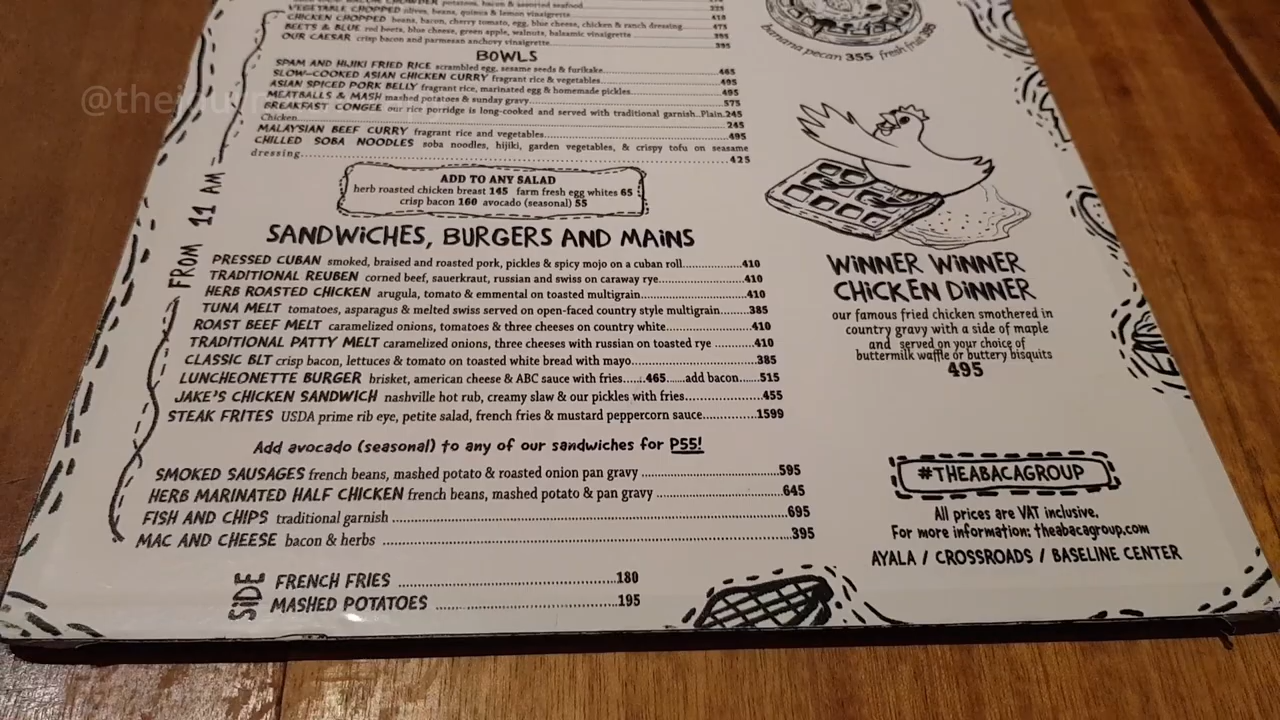 potatoes, bacon & assorted seafood
VEGETABLE CHOPPED olives, beans, quinoa & lemon vinaigrette
CHICKEN CHOPPED beans, bacon, cherry tomato, egg, blue cheese, chicken & ranch dressing
BEETS & BLUE red beets, blue cheese, green apple, walnuts, balsamic vinaigrette
OUR CAESAR crisp bacon and parmesan anchovy vinaigrette 395
BOWLS
SPAM AND HIJIKI FRIED RICE scrambled egg, sesame seeds & furikake 465
SLOW-COOKED ASIAN CHICKEN CURRY fragrant rice & vegetables 495
ASIAN SPICED PORK BELLY fragrant rice, marinated egg & homemade pickles 495
MEATBALLS & MASH mashed potatoes & sunday gravy 575
BREAKFAST CONGEE our rice porridge is long-cooked and served with traditional garnish..Plain.245
Chicken 245
MALAYSIAN BEEF CURRY fragrant rice and vegetables 495
CHILLED SOBA NOODLES soba noodles, hijiki, garden vegetables, & crispy tofu on seasame
dressing 425
ADD TO ANY SALAD
herb roasted chicken breast 145 farm fresh egg whites 65
crisp bacon 160 avocado (seasonal) 55
FROM 11 AM
SANDWICHES, BURGERS AND MAINS
PRESSED CUBAN smoked, braised and roasted pork, pickles & spicy mojo on a cuban roll 410
TRADITIONAL REUBEN corned beef, sauerkraut, russian and swiss on caraway rye 410
HERB ROASTED CHICKEN arugula, tomato & emmental on toasted multigrain 410
TUNA MELT tomatoes, asparagus & melted swiss served on open-faced country style multigrain 385
ROAST BEEF MELT caramelized onions, tomatoes & three cheeses on country white 410
TRADITIONAL PATTY MELT caramelized onions, three cheeses with russian on toasted rye 410
CLASSIC BLT crisp bacon, lettuces & tomato on toasted white bread with mayo 385
LUNCHEONETTE BURGER brisket, american cheese & ABC sauce with fries 465 add bacon 515
JAKE'S CHICKEN SANDWICH nashville hot rub, creamy slaw & our pickles with fries 455
STEAK FRITES USDA prime rib eye, petite salad, french fries & mustard peppercorn sauce 1599
Add avocado (seasonal) to any of our sandwiches for P55!
SMOKED SAUSAGES french beans, mashed potato & roasted onion pan gravy 595
HERB MARINATED HALF CHICKEN french beans, mashed potato & pan gravy 645
FISH AND CHIPS traditional garnish 695
MAC AND CHEESE bacon & herbs 395
SIDE
FRENCH FRIES 180
MASHED POTATOES 195
banana pecan 355 fresh fruit 395
WINNER WINNER
CHICKEN DINNER
our famous fried chicken smothered in
country gravy with a side of maple
and served on your choice of
buttermilk waffle or buttery bisquits
495
#THEABACAGROUP
All prices are VAT inclusive.
For more information: theabacagroup.com
AYALA / CROSSROADS / BASELINE CENTER